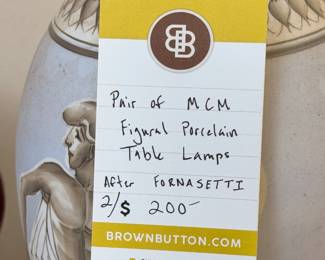 Pair of MCM
Figural Porcelain
Table Lamps
After FORNASETTI
2/$ 200-
BROWNBUTTON.COM